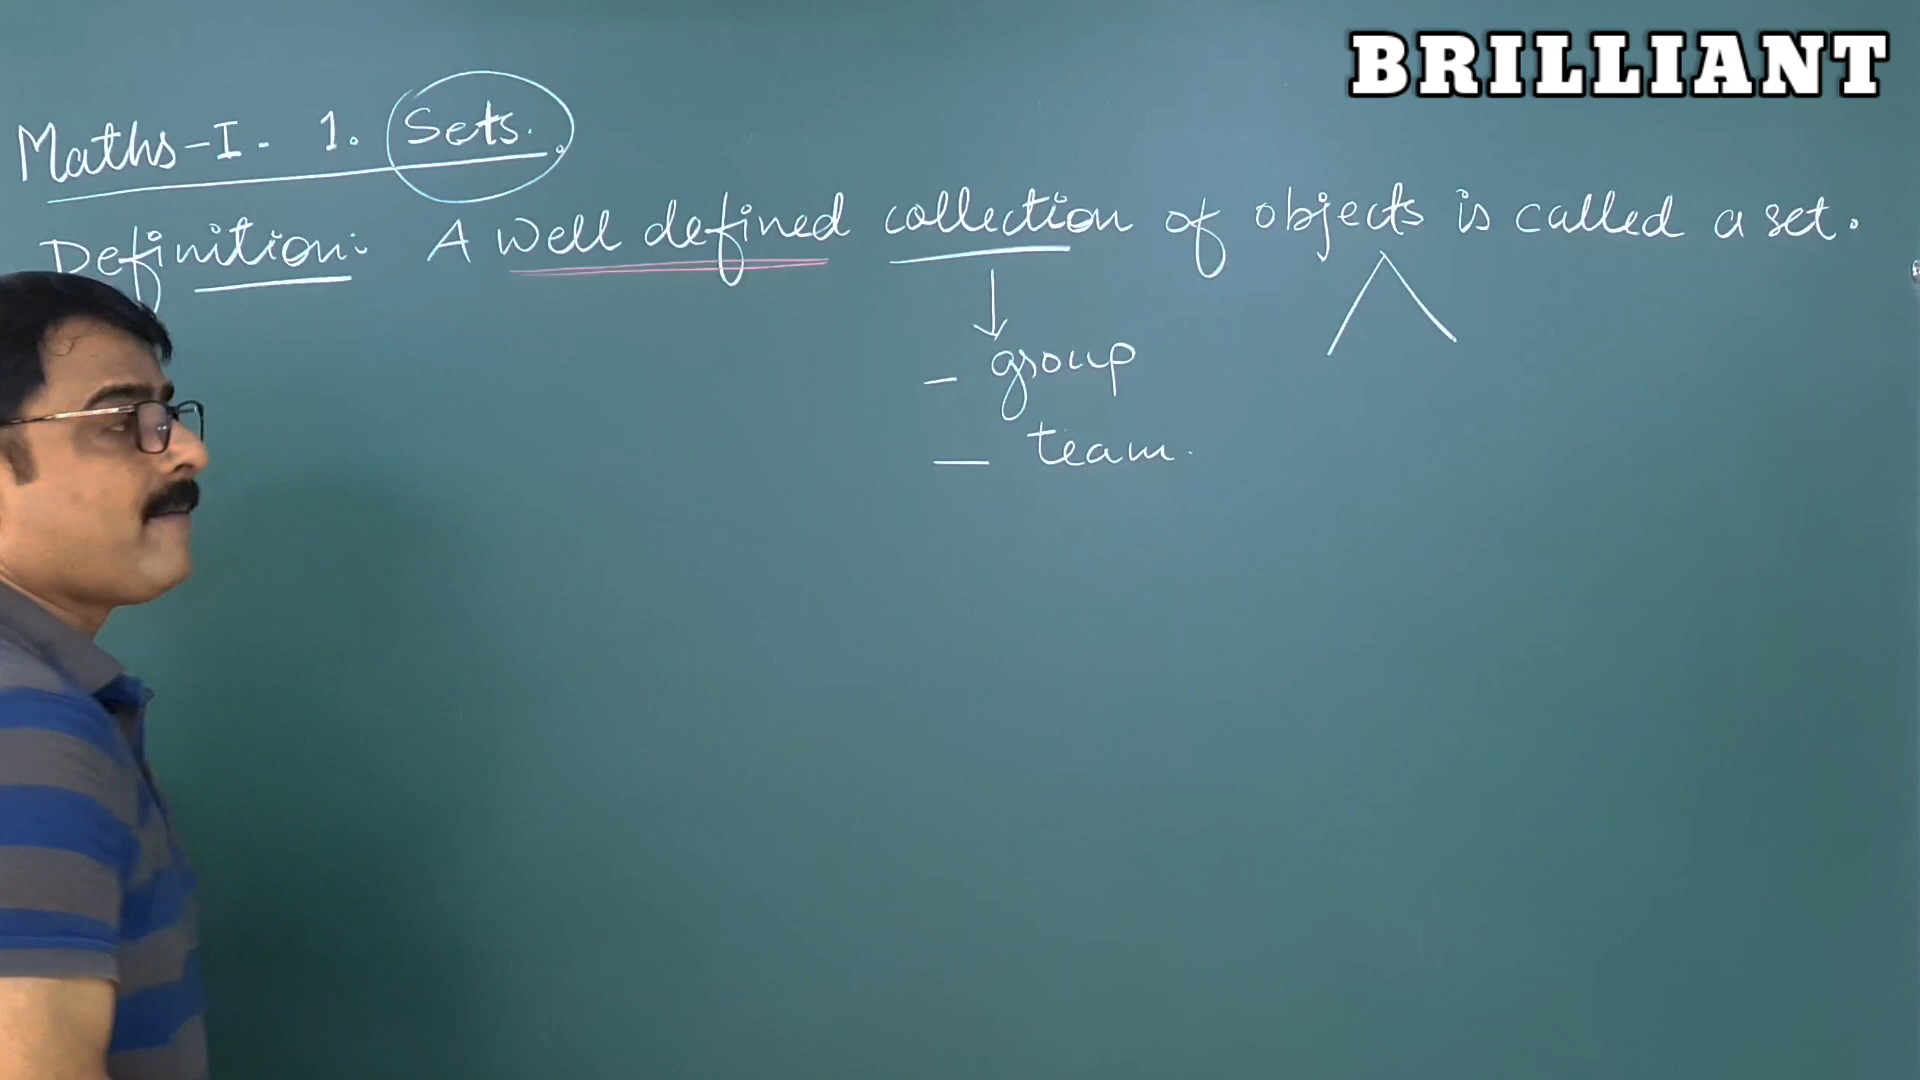 BRILLIANT
Maths-I- 1. Sets.
Definition: A well defined collection of objects is called a set.
- group
- team.